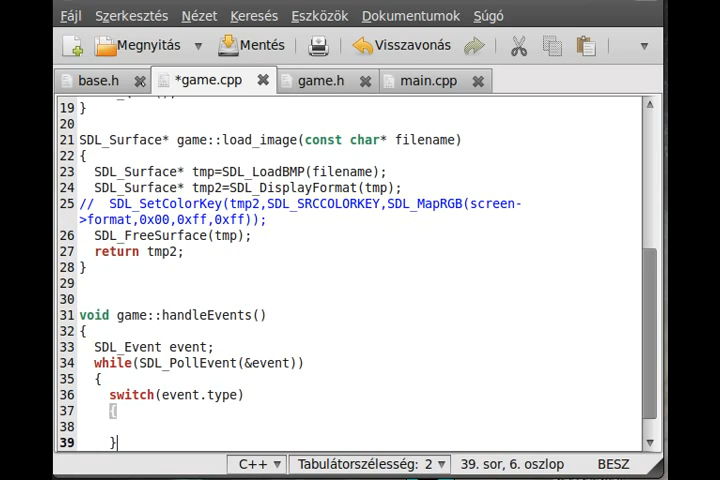 Fájl Szerkesztés Nézet Keresés Eszközök Dokumentumok Súgó
Megnyitás Mentés Visszavonás
base.h *game.cpp game.h main.cpp
19 }
20
21 SDL_Surface* game::load_image(const char* filename)
22 {
23 SDL_Surface* tmp=SDL_LoadBMP(filename);
24 SDL_Surface* tmp2=SDL_DisplayFormat(tmp);
25 // SDL_SetColorKey(tmp2,SDL_SRCCOLORKEY,SDL_MapRGB(screen-
>format,0x00,0xff,0xff));
26 SDL_FreeSurface(tmp);
27 return tmp2;
28 }
29
30
31 void game::handleEvents()
32 {
33 SDL_Event event;
34 while(SDL_PollEvent(&event))
35 {
36 switch(event.type)
37 {
38
39 }
C++ Tabulátorszélesség: 2 39. sor, 6. oszlop BESZ